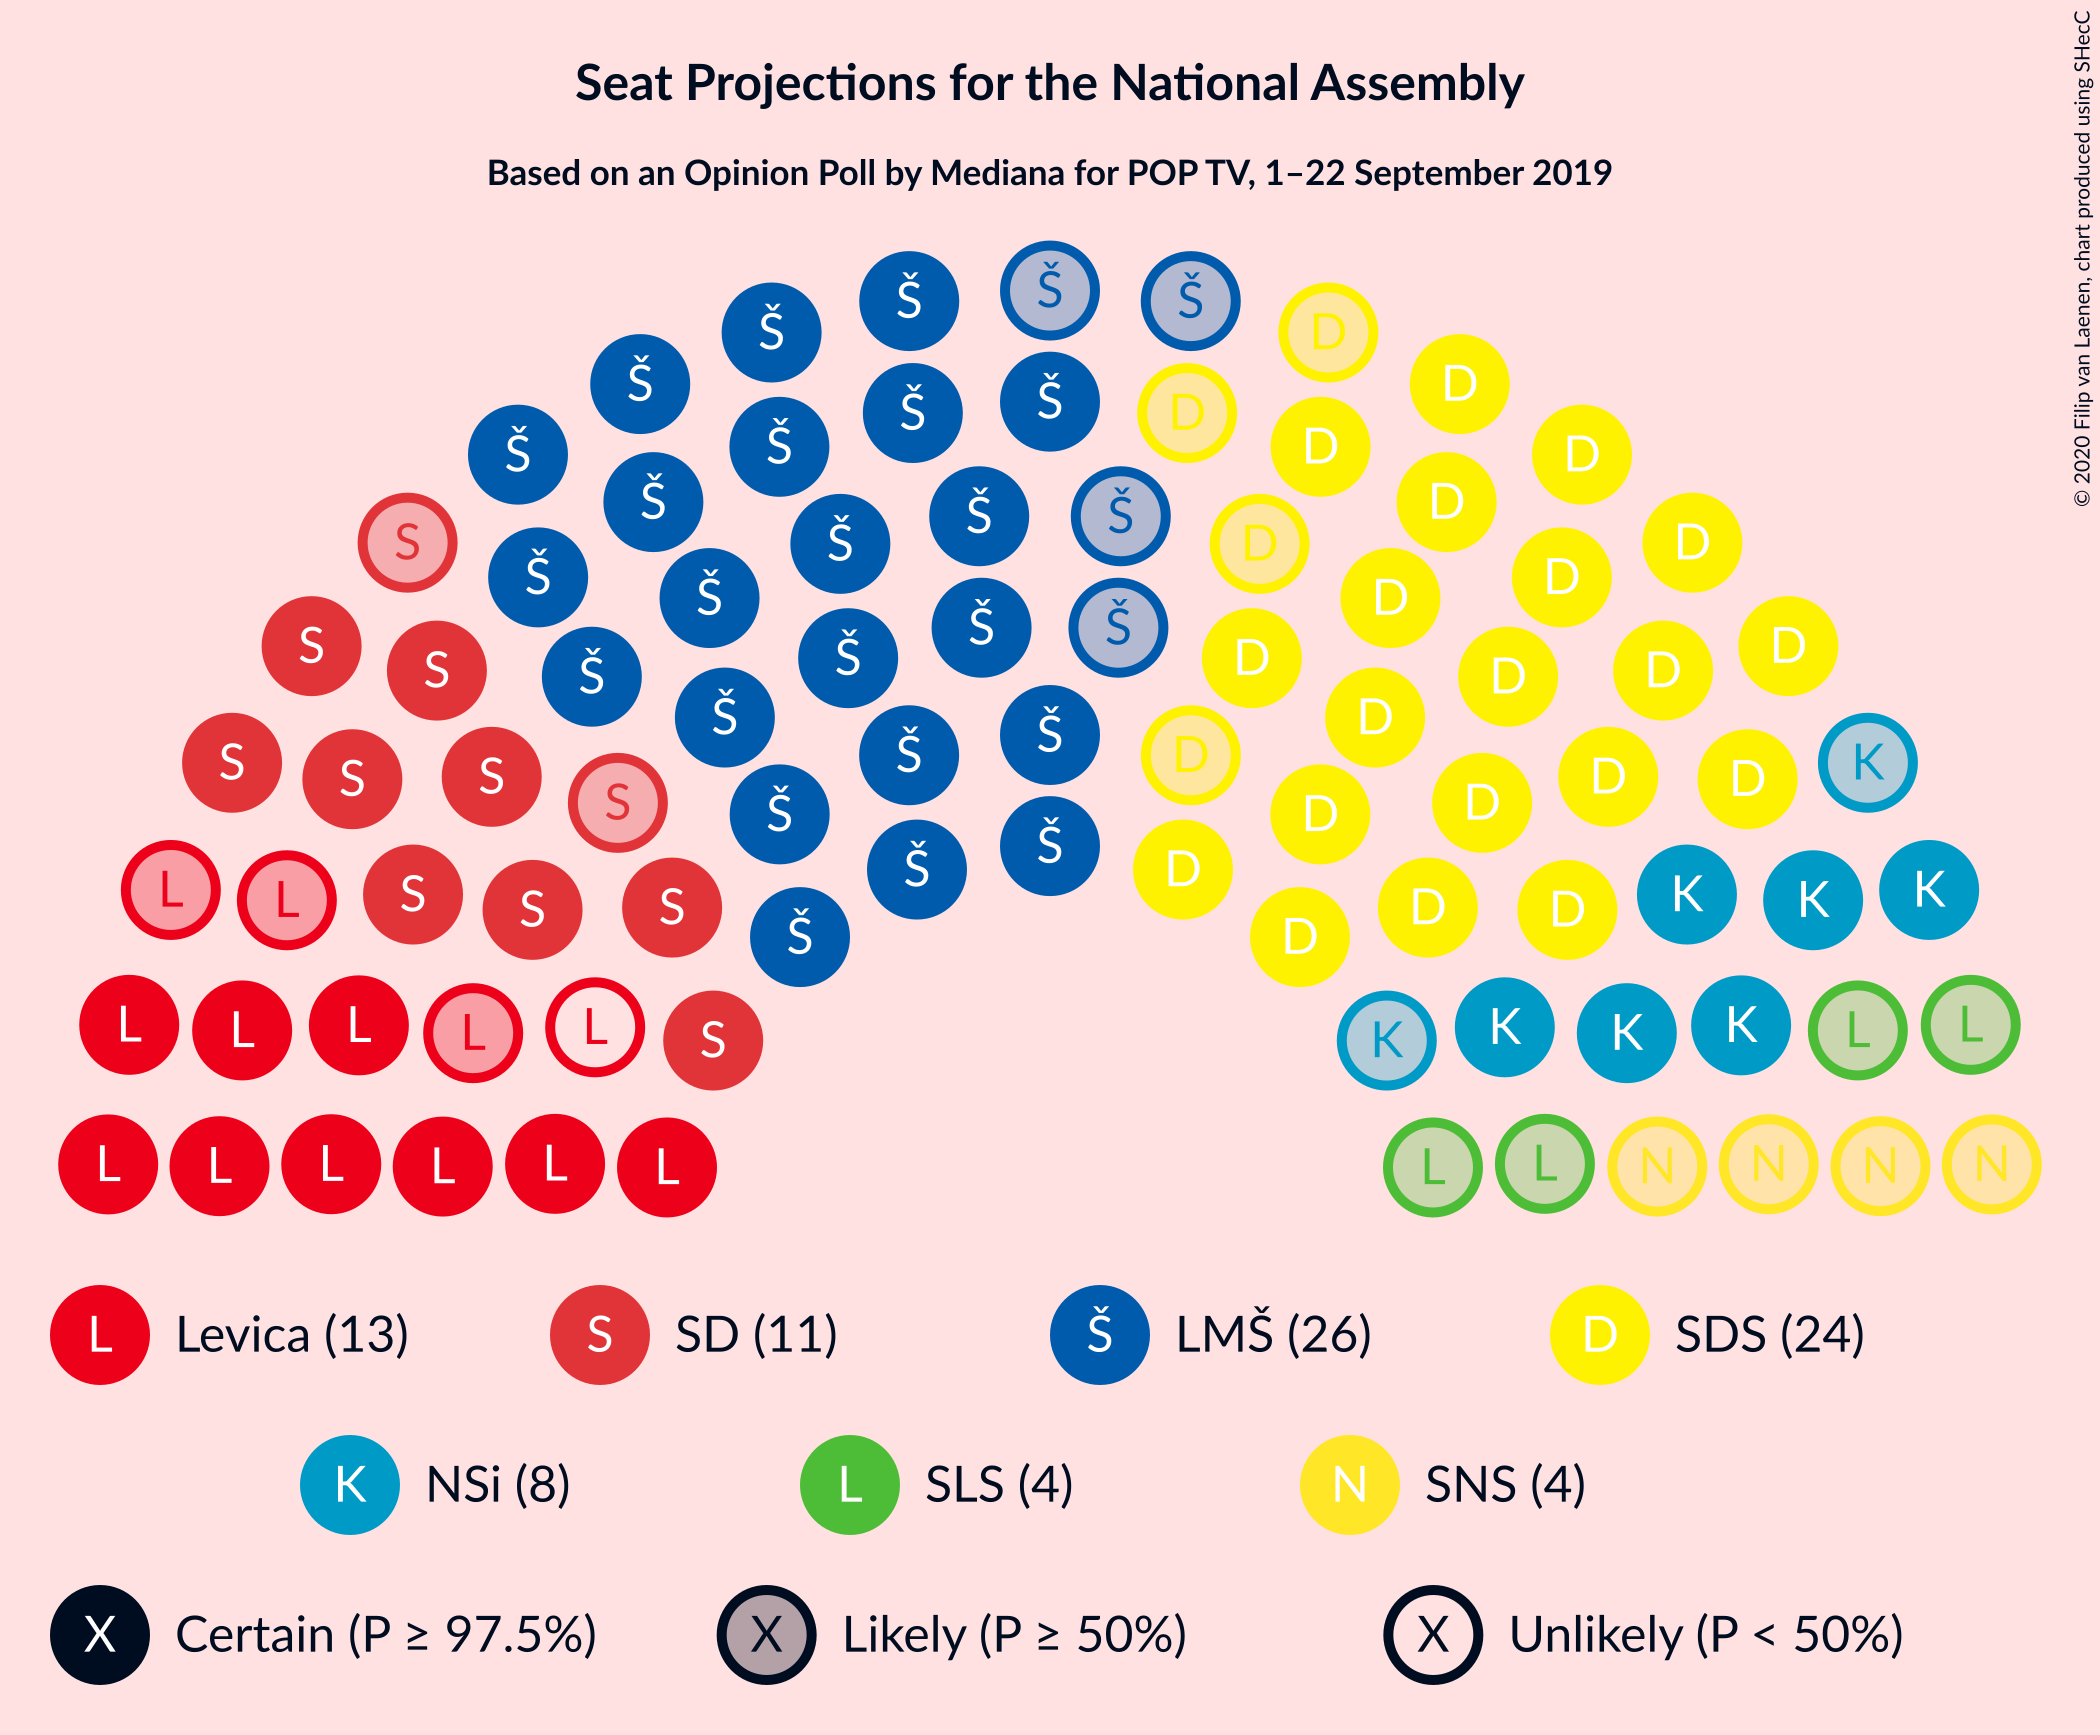 Seat Projections for the National Assembly
Based on an Opinion Poll by Mediana for POP TV, 1–22 September 2019
© 2020 Filip van Laenen, chart produced using SHecC
Š Š Š
Š Š D
Š D
Š Š Š D
Š D D
Š D
Š D
Š Š
S Š Š D D
Š D
Š D
Š Š
S Š Š D D
S D
Š D
Š D
S Š Š D K
S S D D
S D
Š D
Š D
L L S S S Š D D D K K K
Š D
L L L L L S K K K K L L
L L L L L L L L N N N N
L Levica (13) S SD (11) Š LMŠ (26) D SDS (24)
K NSi (8) L SLS (4) N SNS (4)
X Certain (P ≥ 97.5%) X Likely (P ≥ 50%) X Unlikely (P < 50%)